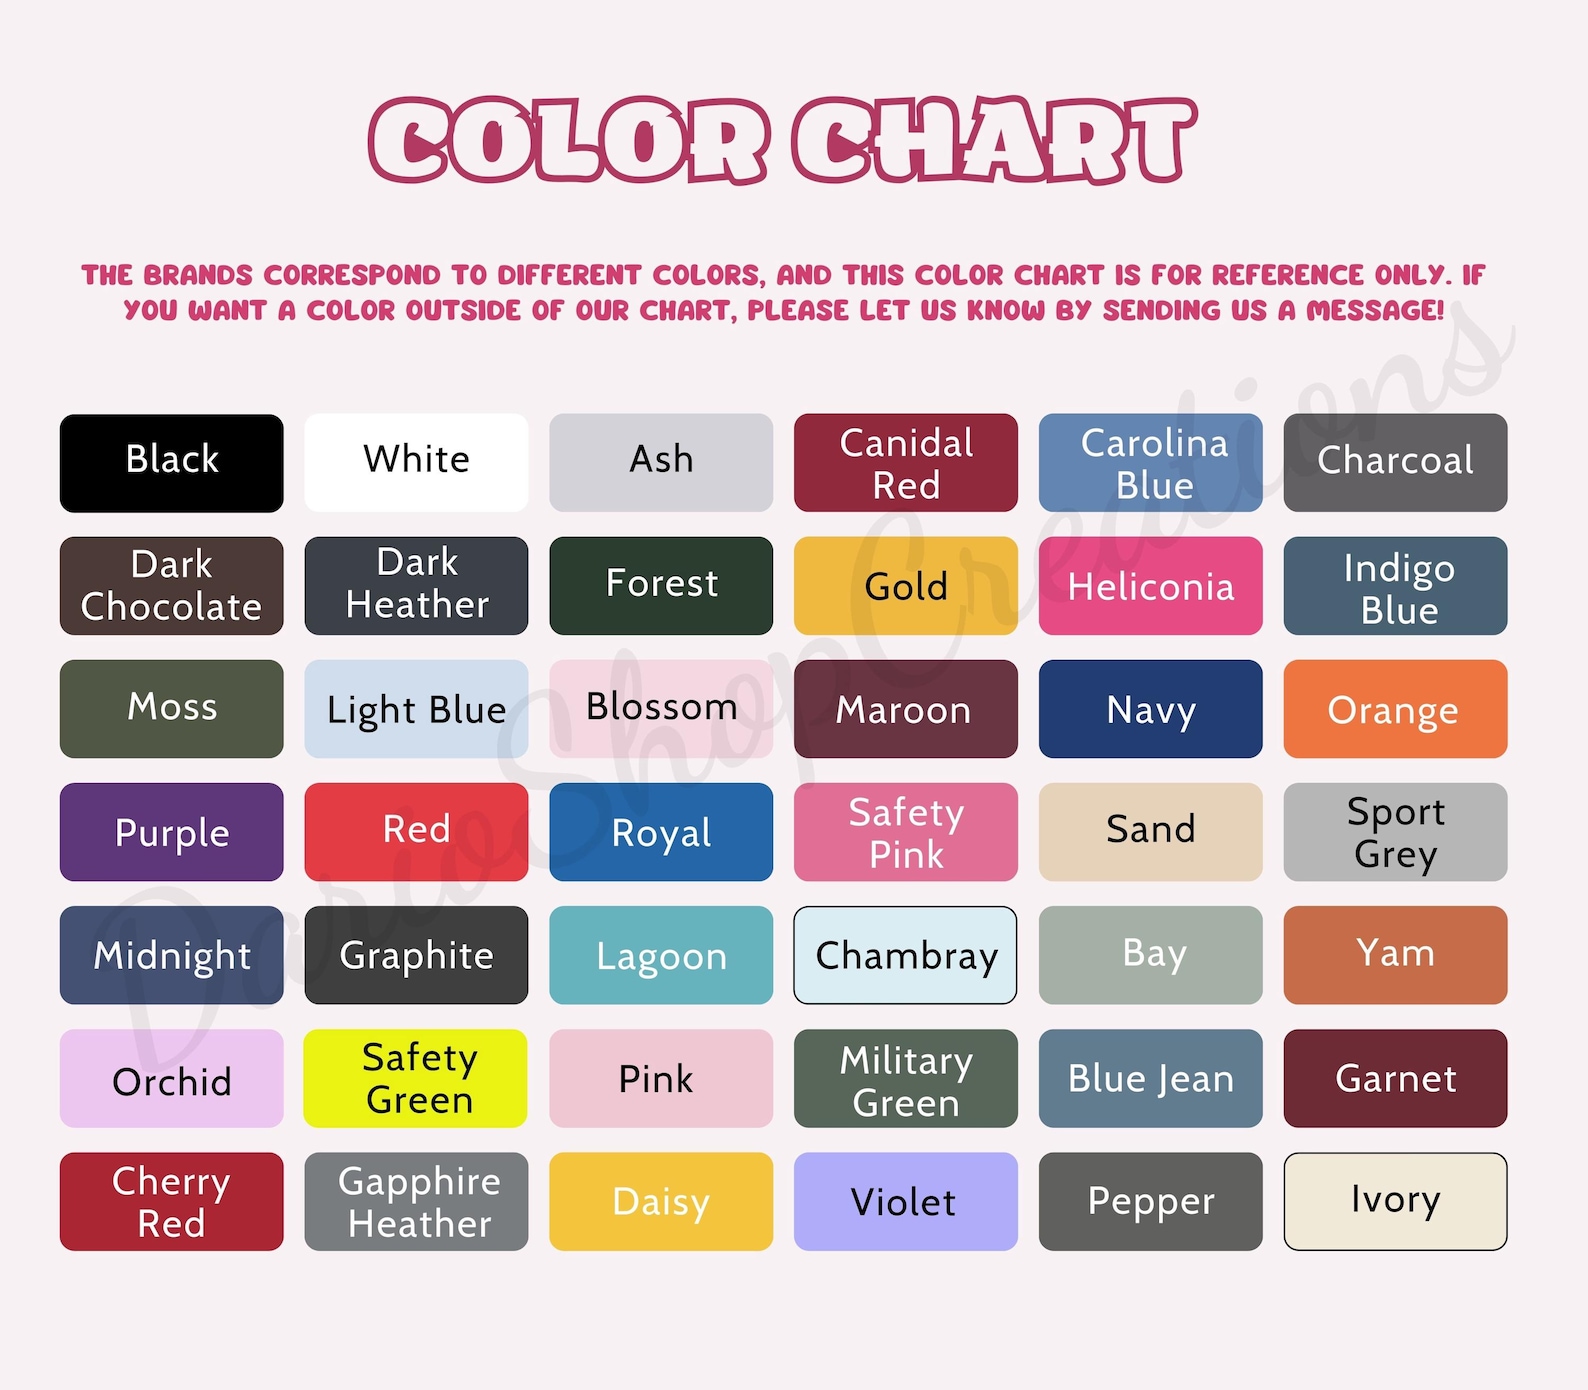 COLOR CHART
THE BRANDS CORRESPOND TO DIFFERENT COLORS, AND THIS COLOR CHART IS FOR REFERENCE ONLY. IF
YOU WANT A COLOR OUTSIDE OF OUR CHART, PLEASE LET US KNOW BY SENDING US A MESSAGE!
Black
White
Ash
Canidal
Red
Carolina
Blue
Charcoal
Dark
Chocolate
Dark
Heather
Forest
Gold
Heliconia
Indigo
Blue
Moss
Light Blue
Blossom
Maroon
Navy
Orange
Purple
Red
Royal
Safety
Pink
Sand
Sport
Grey
Midnight
Graphite
Lagoon
Chambray
Bay
Yam
Orchid
Safety
Green
Pink
Military
Green
Blue Jean
Garnet
Cherry
Red
Gapphire
Heather
Daisy
Violet
Pepper
Ivory
DarioShopCreations